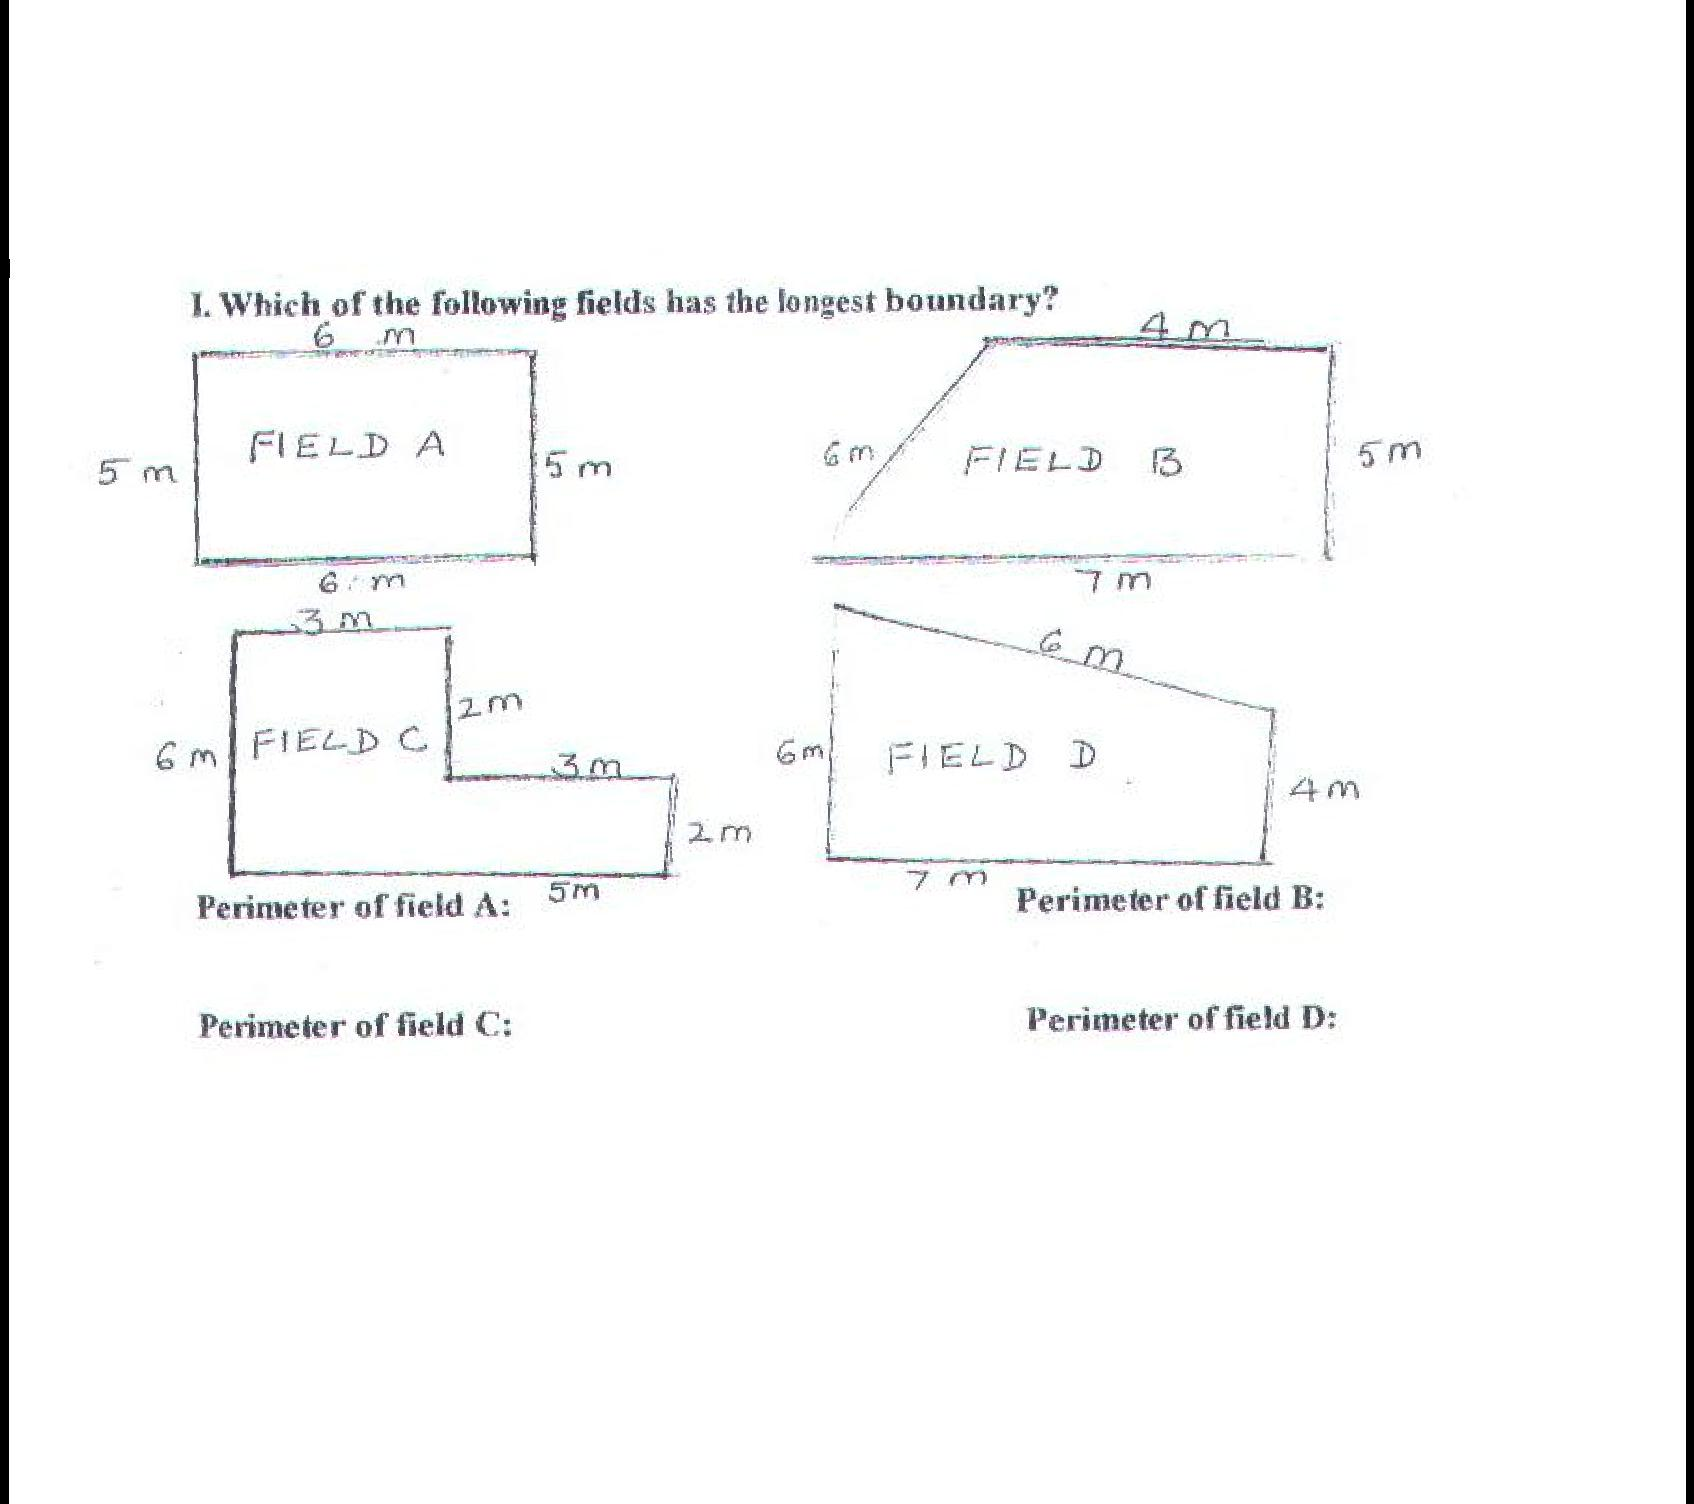 I. Which of the following fields has the longest boundary?
6 m
4 m
FIELD A
5 m
5 m
6 m
FIELD B
5 m
6 m
7 m
3 m
6 m
2 m
FIELD C
6 m
3 m
6 m
FIELD D
4 m
2 m
5 m
7 m
Perimeter of field A:
Perimeter of field B:
Perimeter of field C:
Perimeter of field D: